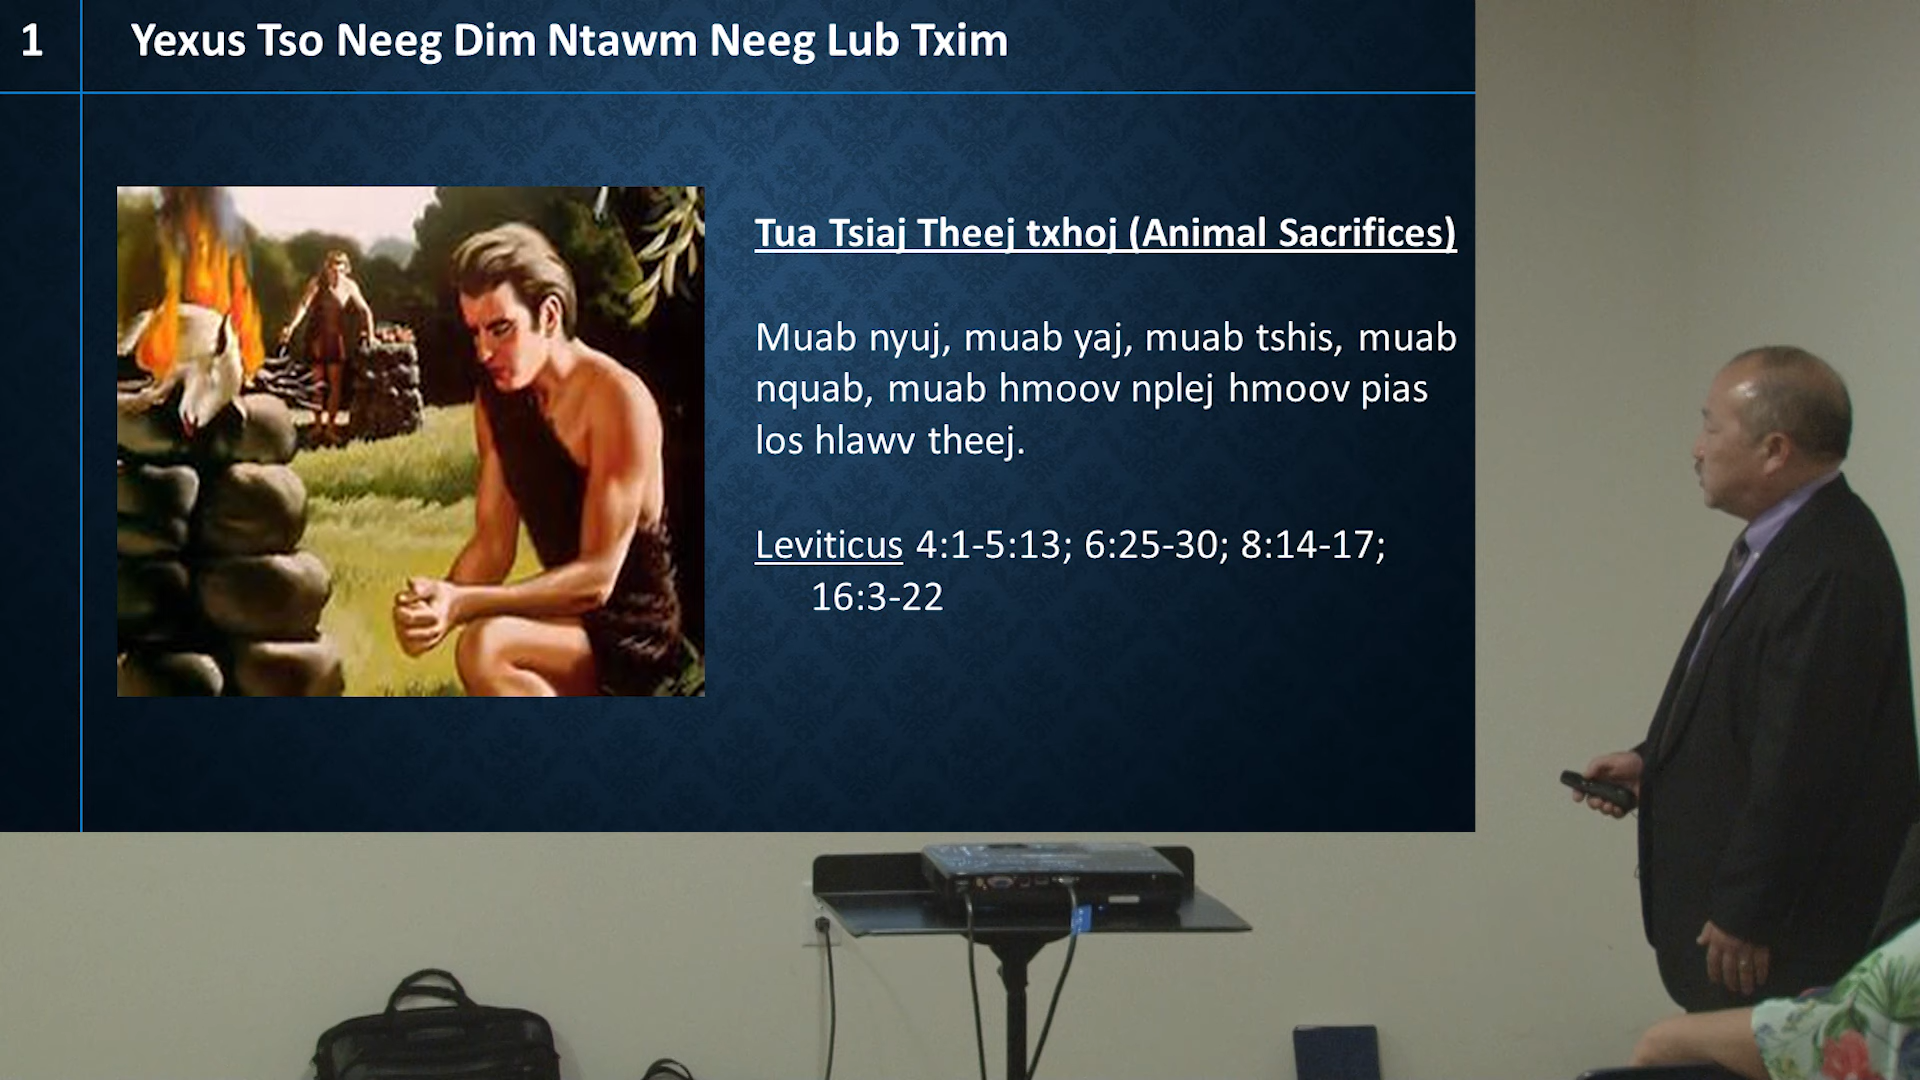 1
Yexus Tso Neeg Dim Ntawm Neeg Lub Txim
Tua Tsiaj Theej txhoj (Animal Sacrifices)
Muab nyuj, muab yaj, muab tshis, muab
nquab, muab hmoov nplej hmoov pias
los hlawv theej.
Leviticus 4:1-5:13; 6:25-30; 8:14-17;
16:3-22